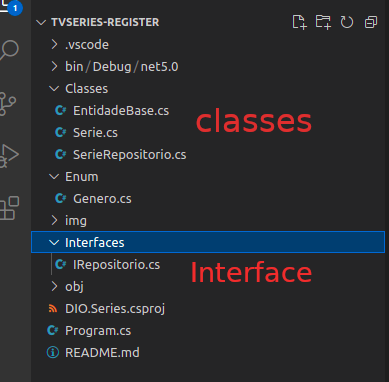 1
TVSERIES-REGISTER
.vscode
bin/Debug/net5.0
Classes
EntidadeBase.cs
Serie.cs
SerieRepositorio.cs
classes
Enum
Genero.cs
img
Interfaces
IRepositorio.cs
Interface
obj
DIO.Series.csproj
Program.cs
README.md